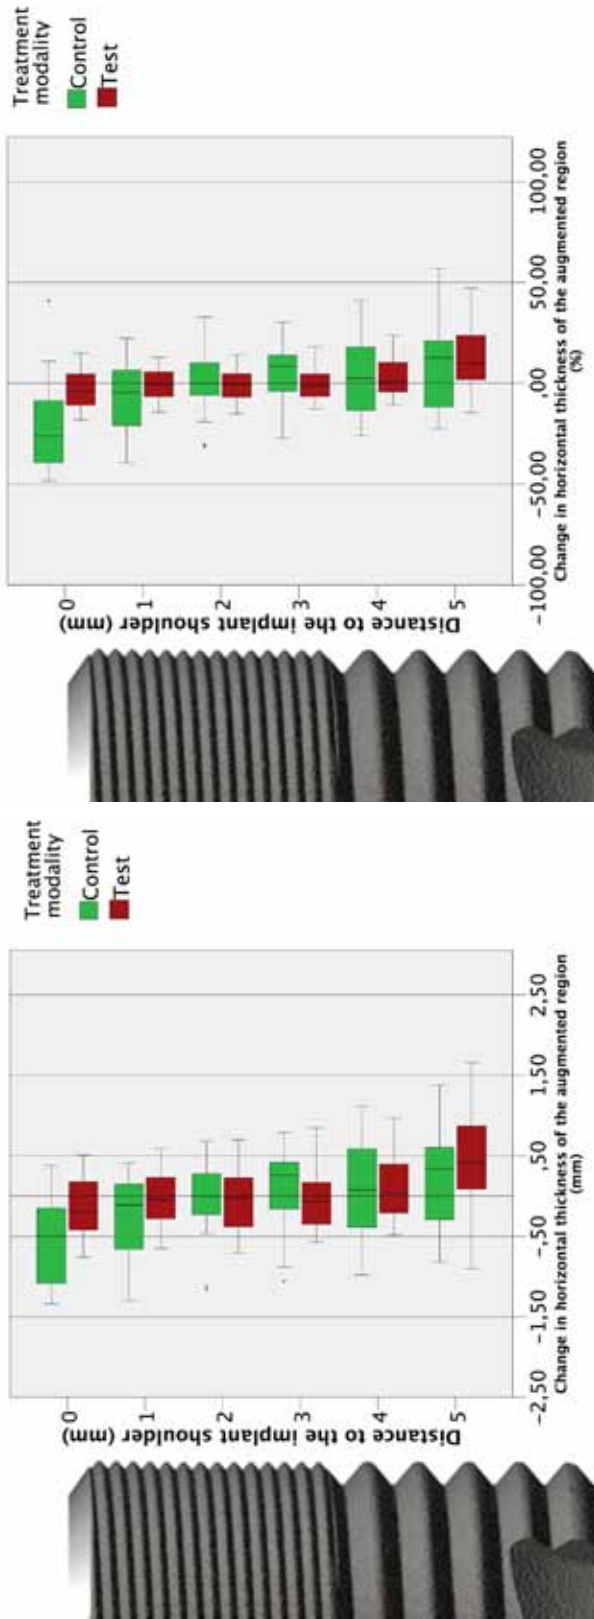 Treatment
modality
Control
Test
0
1
2
3
4
5
Distance to the implant shoulder (mm)
-100,00
-50,00
,00
50,00
100,00
Change in horizontal thickness of the augmented region
(%)
Treatment
modality
Control
Test
0
1
2
3
4
5
Distance to the implant shoulder (mm)
-2,50
-1,50
-,50
,50
1,50
2,50
Change in horizontal thickness of the augmented region
(mm)